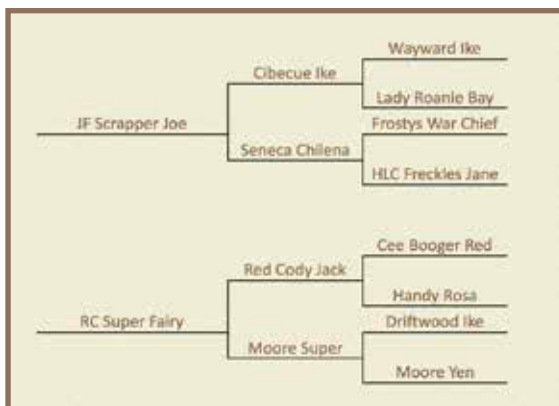 Wayward Ike
Cibecue Ike
Lady Roanie Bay
JF Scrapper Joe
Frostys War Chief
Seneca Chilena
HLC Freckles Jane
Cee Booger Red
Red Cody Jack
Handy Rosa
RC Super Fairy
Driftwood Ike
Moore Super
Moore Yen